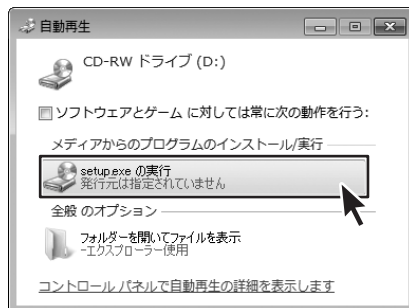 自動再生
CD-RW ドライブ (D:)
ソフトウェアとゲーム に対しては常に次の動作を行う:
メディアからのプログラムのインストール/実行
setup.exe の実行
発行元は指定されていません
全般 のオプション
フォルダーを開いてファイルを表示
-エクスプローラー使用
コントロール パネルで自動再生の詳細を表示します